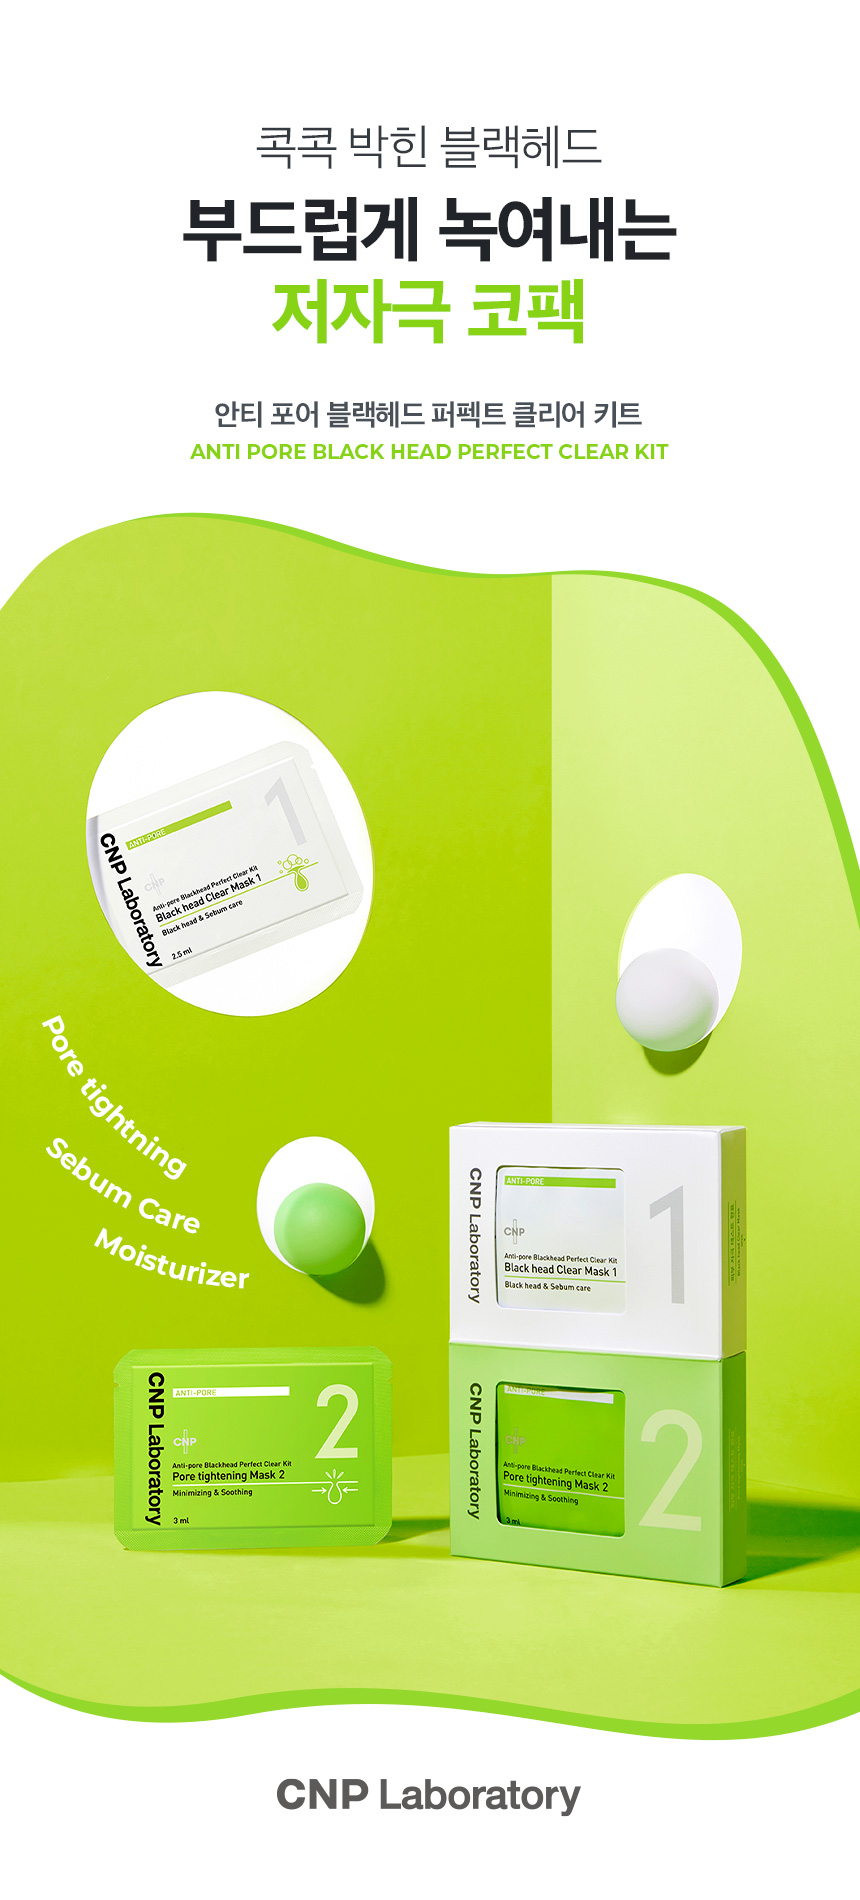 콕콕 박힌 블랙헤드
부드럽게 녹여내는
저자극 코팩
안티 포어 블랙헤드 퍼펙트 클리어 키트
ANTI PORE BLACK HEAD PERFECT CLEAR KIT
1
ANTI-PORE
CNP Laboratory
CNP
Anti-pore Blackhead Perfect Clear Kit
Black head Clear Mask 1
Black head & Sebum care
2.5 ml
Pore tightning
Sebum Care
Moisturizer
CNP Laboratory
ANTI-PORE
1
CNP
Anti-pore Blackhead Perfect Clear Kit
Black head Clear Mask 1
Black head & Sebum care
CNP Laboratory
ANTI-PORE
2
CNP
Anti-pore Blackhead Perfect Clear Kit
Pore tightening Mask 2
Minimizing & Soothing
3 ml
CNP Laboratory
ANTI-PORE
2
CNP
Anti-pore Blackhead Perfect Clear Kit
Pore tightening Mask 2
Minimizing & Soothing
3 ml
CNP Laboratory